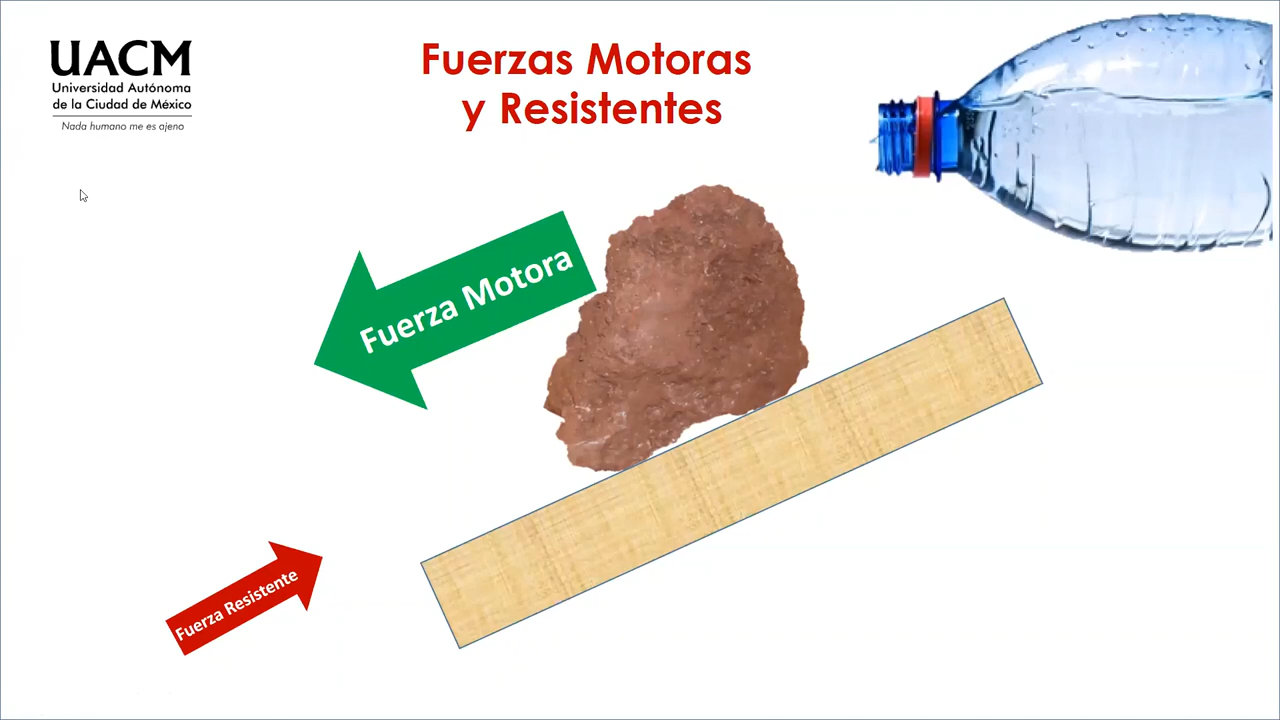 UACM
Universidad Autónoma
de la Ciudad de México
Nada humano me es ajeno
Fuerzas Motoras
y Resistentes
Fuerza Motora
Fuerza Resistente